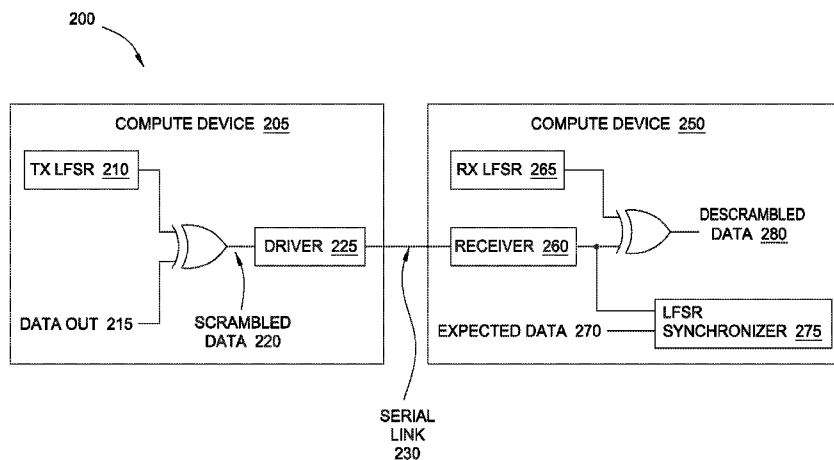 200
COMPUTE DEVICE 205
TX LFSR 210
DRIVER 225
DATA OUT 215
SCRAMBLED
DATA 220
SERIAL
LINK
230
COMPUTE DEVICE 250
RX LFSR 265
RECEIVER 260
DESCRAMBLED
DATA 280
EXPECTED DATA 270
LFSR
SYNCHRONIZER 275